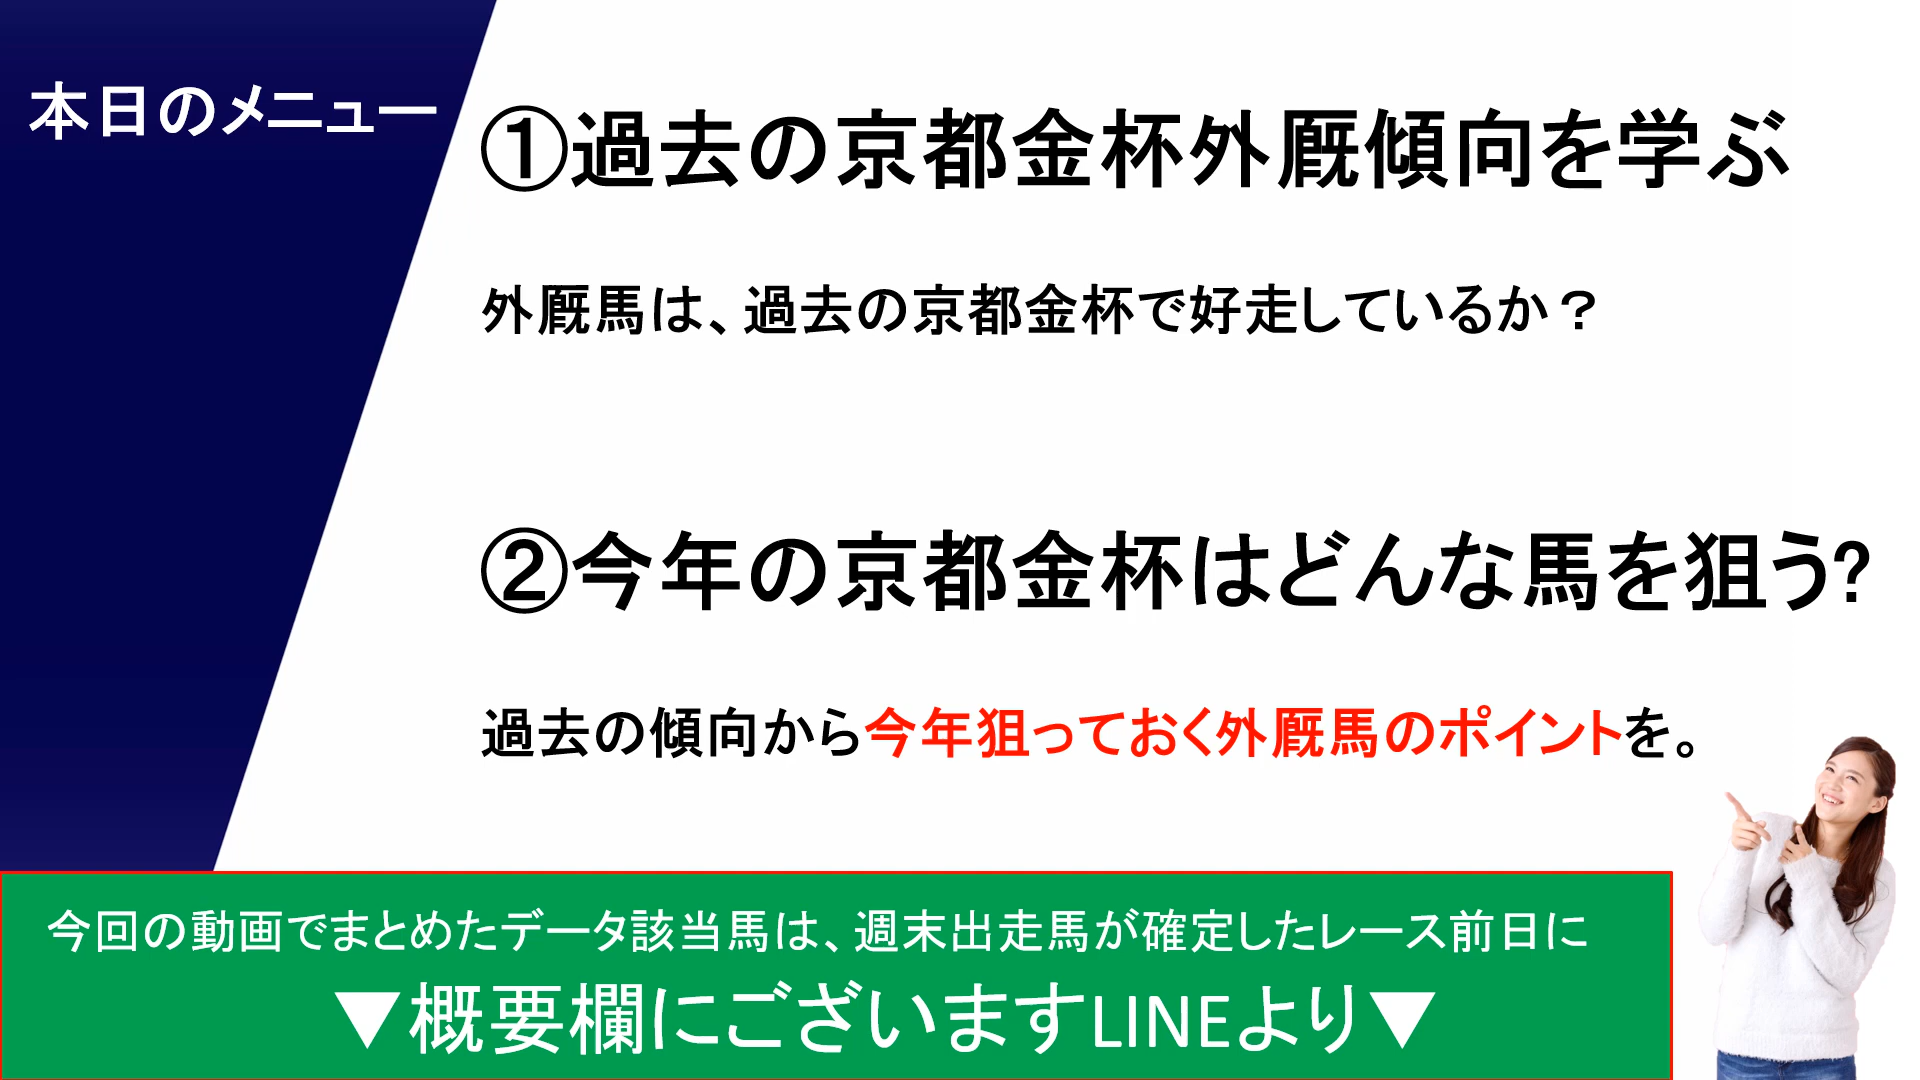 本日のメニュー
①過去の京都金杯外厩傾向を学ぶ
外厩馬は、過去の京都金杯で好走しているか？
②今年の京都金杯はどんな馬を狙う?
過去の傾向から今年狙っておく外厩馬のポイントを。
今回の動画でまとめたデータ該当馬は、週末出走馬が確定したレース前日に
▼概要欄にございますLINEより▼